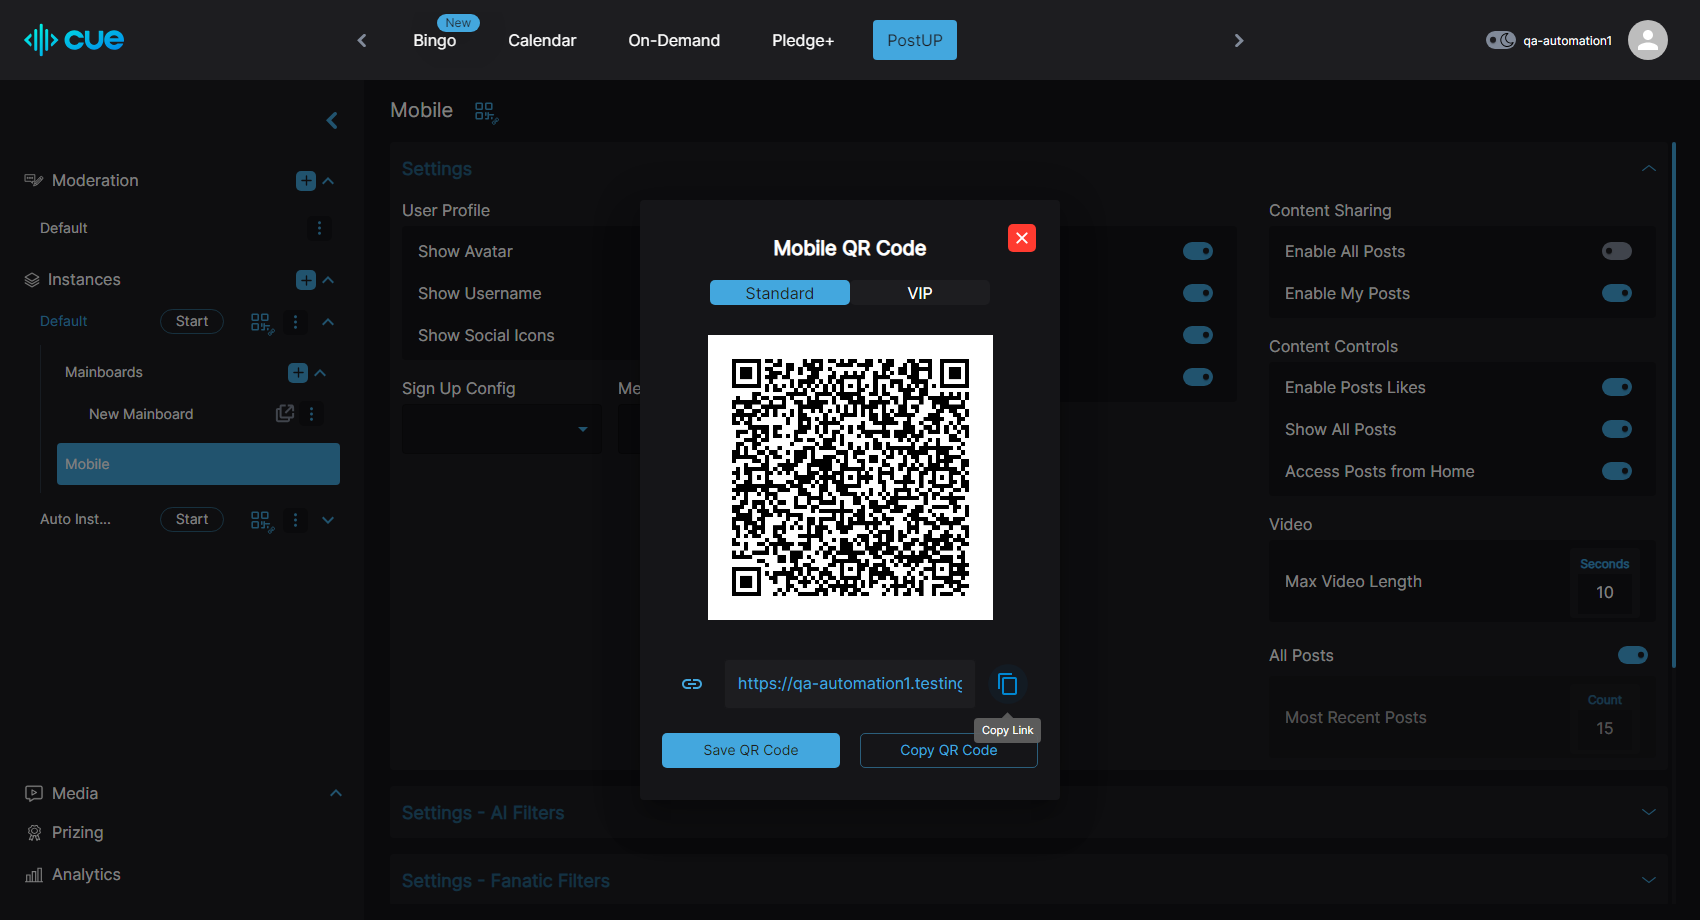 cue
New
Bingo
Calendar
On-Demand
Pledge+
PostUP
qa-automation1
Mobile
Moderation
Default
Instances
Default
Start
Mainboards
New Mainboard
Mobile
Auto Inst...
Start
Media
Prizing
Analytics
Settings
User Profile
Show Avatar
Show Username
Show Social Icons
Sign Up Config
Me
Content Sharing
Enable All Posts
Enable My Posts
Content Controls
Enable Posts Likes
Show All Posts
Access Posts from Home
Video
Max Video Length
Seconds
10
All Posts
Most Recent Posts
Count
15
Settings - AI Filters
Settings - Fanatic Filters
Mobile QR Code
Standard
VIP
https://qa-automation1.testing
Copy Link
Save QR Code
Copy QR Code